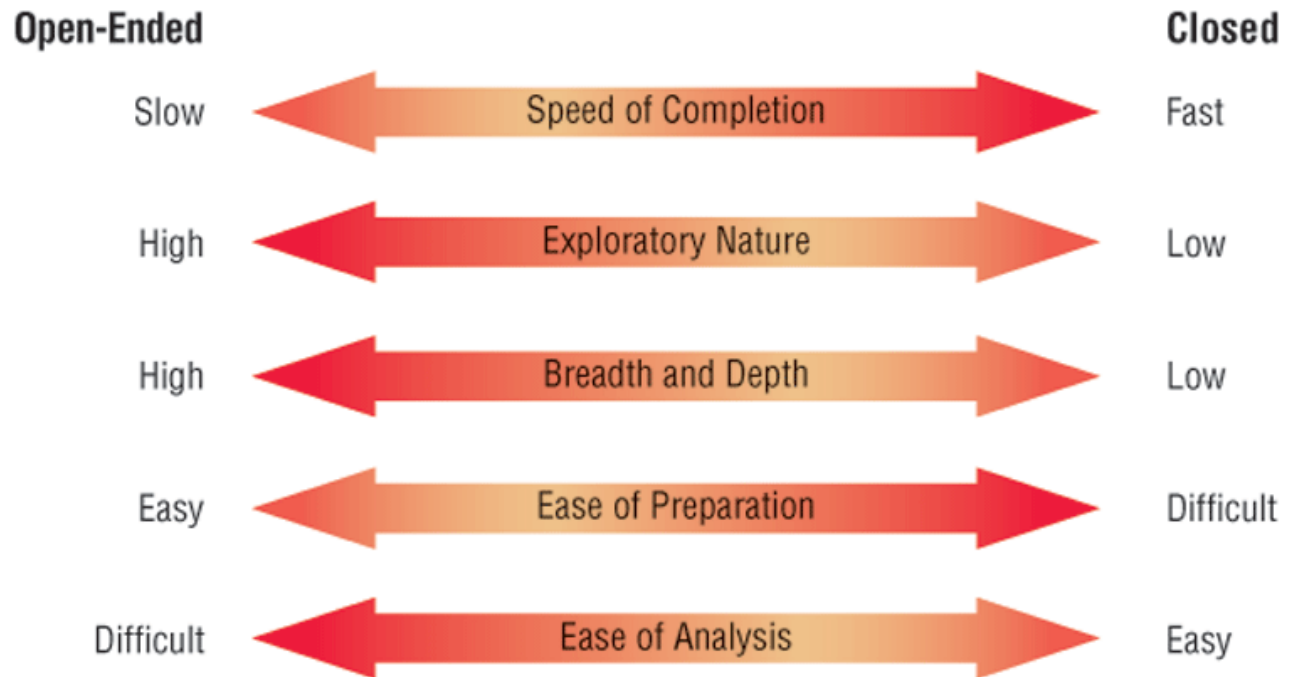 Open-Ended Closed
Slow Speed of Completion Fast
High Exploratory Nature Low
High Breadth and Depth Low
Easy Ease of Preparation Difficult
Difficult Ease of Analysis Easy